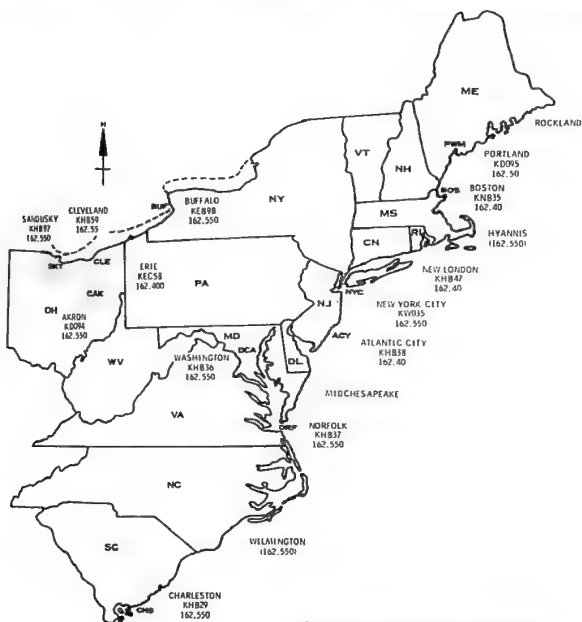 ME
ROCKLAND
N
VT
NH
PWM
PORTLAND
KDO95
162.50
BOS
BOSTON
KNB35
162.40
NY
BUF
BUFFALO
KEB98
162.550
SANDUSKY
KHB97
162.550
CLEVELAND
KHB59
162.55
MS
HYANNIS
(162.550)
CN
RI
SKY
CLE
ERIE
KEC58
162.400
PA
NEW LONDON
KHB47
162.40
NYC
NEW YORK CITY
KWO35
162.550
CAK
OH
AKRON
KDO94
162.550
NJ
ACY
ATLANTIC CITY
KHB38
162.40
MD
DCA
WASHINGTON
KHB36
162.550
DL
WV
MIDCHESAPEAKE
VA
ORF
NORFOLK
KHB37
162.550
NC
WILMINGTON
(162.550)
SC
CHS
CHARLESTON
KHB29
162.550